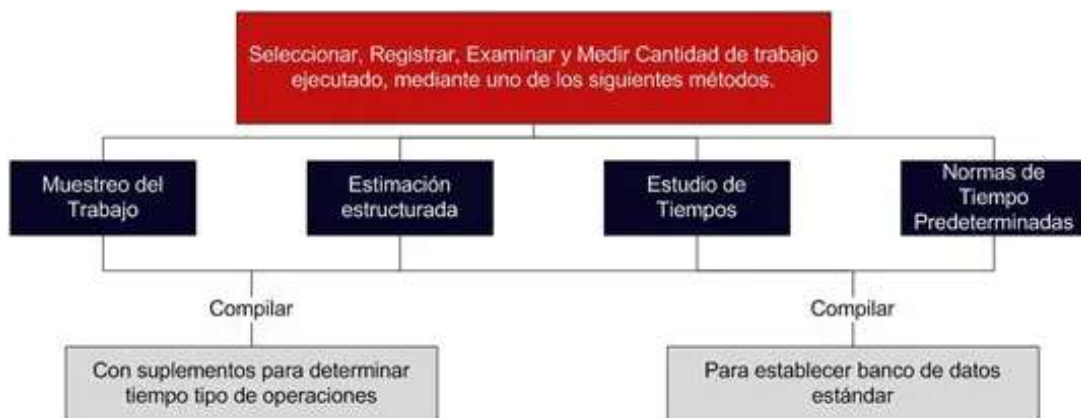 Seleccionar, Registrar, Examinar y Medir Cantidad de trabajo
ejecutado, mediante uno de los siguientes métodos.
Muestreo del
Trabajo
Estimación
estructurada
Estudio de
Tiempos
Normas de
Tiempo
Predeterminadas
Compilar
Compilar
Con suplementos para determinar
tiempo tipo de operaciones
Para establecer banco de datos
estándar